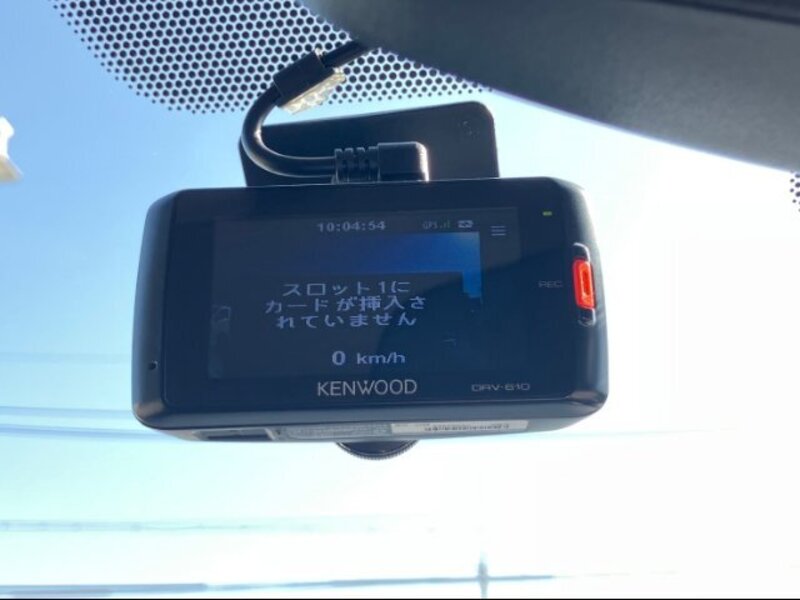 10:04:54 GPS
スロット1に
カードが挿入さ
れていません
0 km/h
REC
KENWOOD
DRV-610